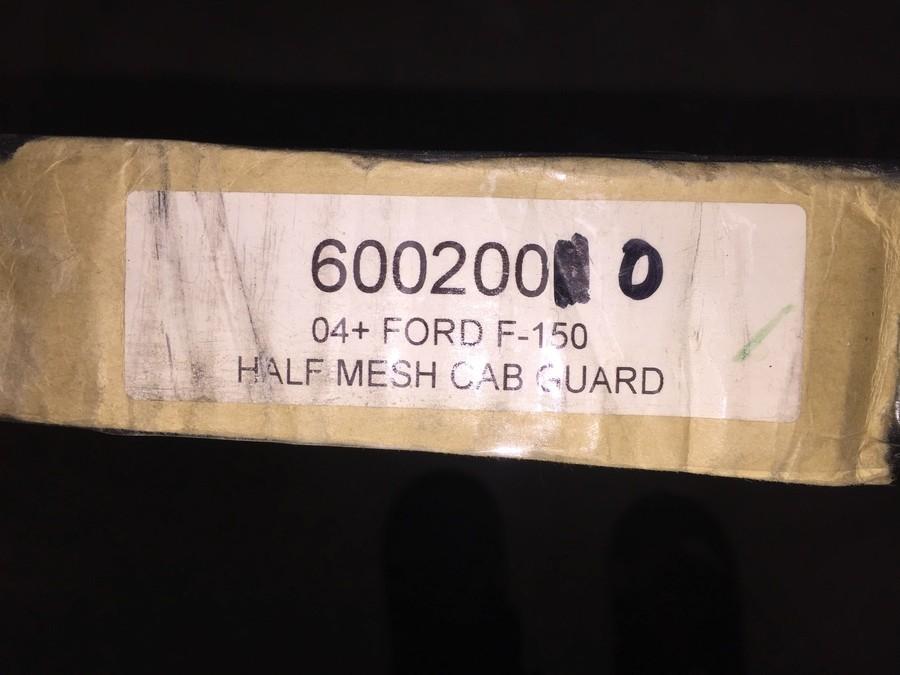 600200 0
04+ FORD F-150
HALF MESH CAB GUARD